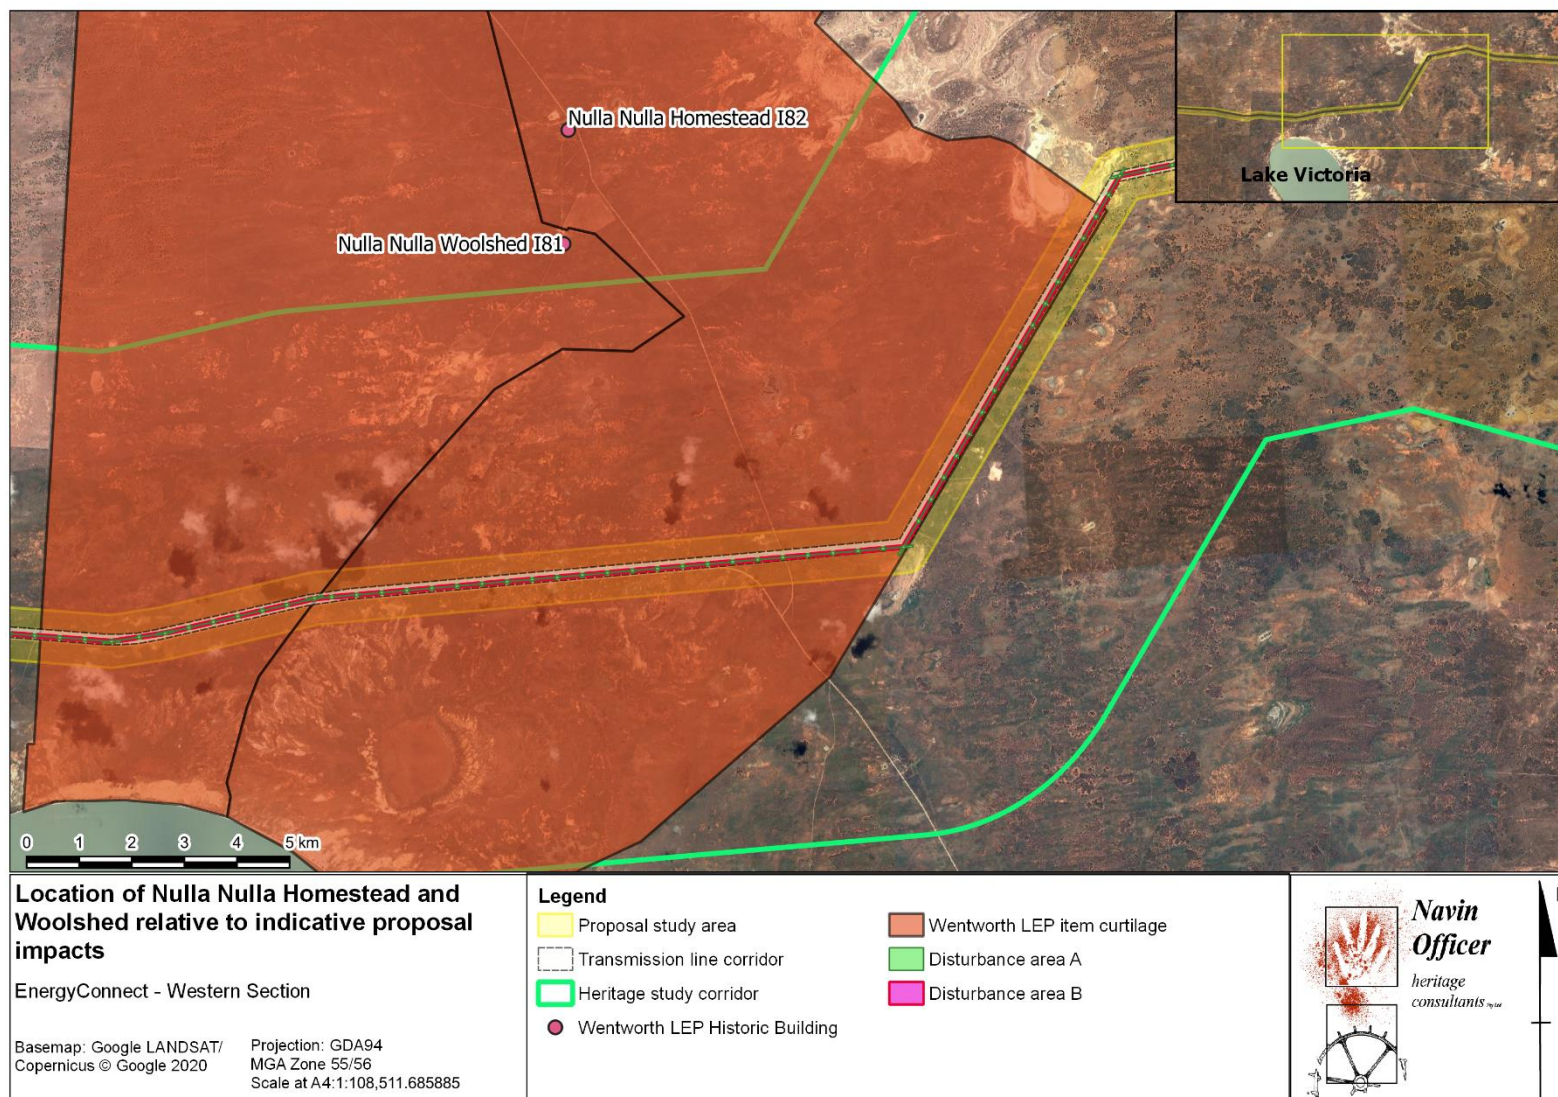 Nulla Nulla Homestead I82
Nulla Nulla Woolshed I81
Lake Victoria
0 1 2 3 4 5 km
Location of Nulla Nulla Homestead and
Woolshed relative to indicative proposal
impacts
EnergyConnect - Western Section
Basemap: Google LANDSAT/
Copernicus © Google 2020
Projection: GDA94
MGA Zone 55/56
Scale at A4:1:108,511.685885
Legend
Proposal study area
Transmission line corridor
Heritage study corridor
Wentworth LEP Historic Building
Wentworth LEP item curtilage
Disturbance area A
Disturbance area B
Navin
Officer
heritage
consultants Pty Ltd